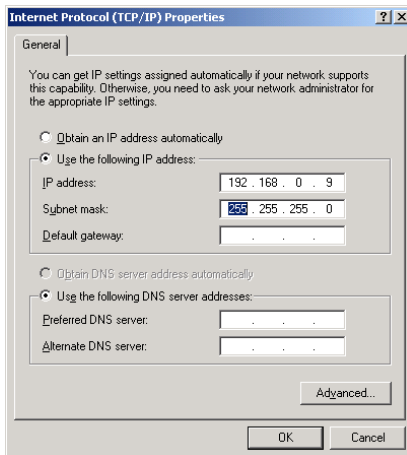 Internet Protocol (TCP/IP) Properties
General
You can get IP settings assigned automatically if your network supports
this capability. Otherwise, you need to ask your network administrator for
the appropriate IP settings.
Obtain an IP address automatically
Use the following IP address:
IP address: 192 . 168 . 0 . 9
Subnet mask: 255 . 255 . 255 . 0
Default gateway: . . .
Obtain DNS server address automatically
Use the following DNS server addresses:
Preferred DNS server: . . .
Alternate DNS server: . . .
Advanced...
OK Cancel